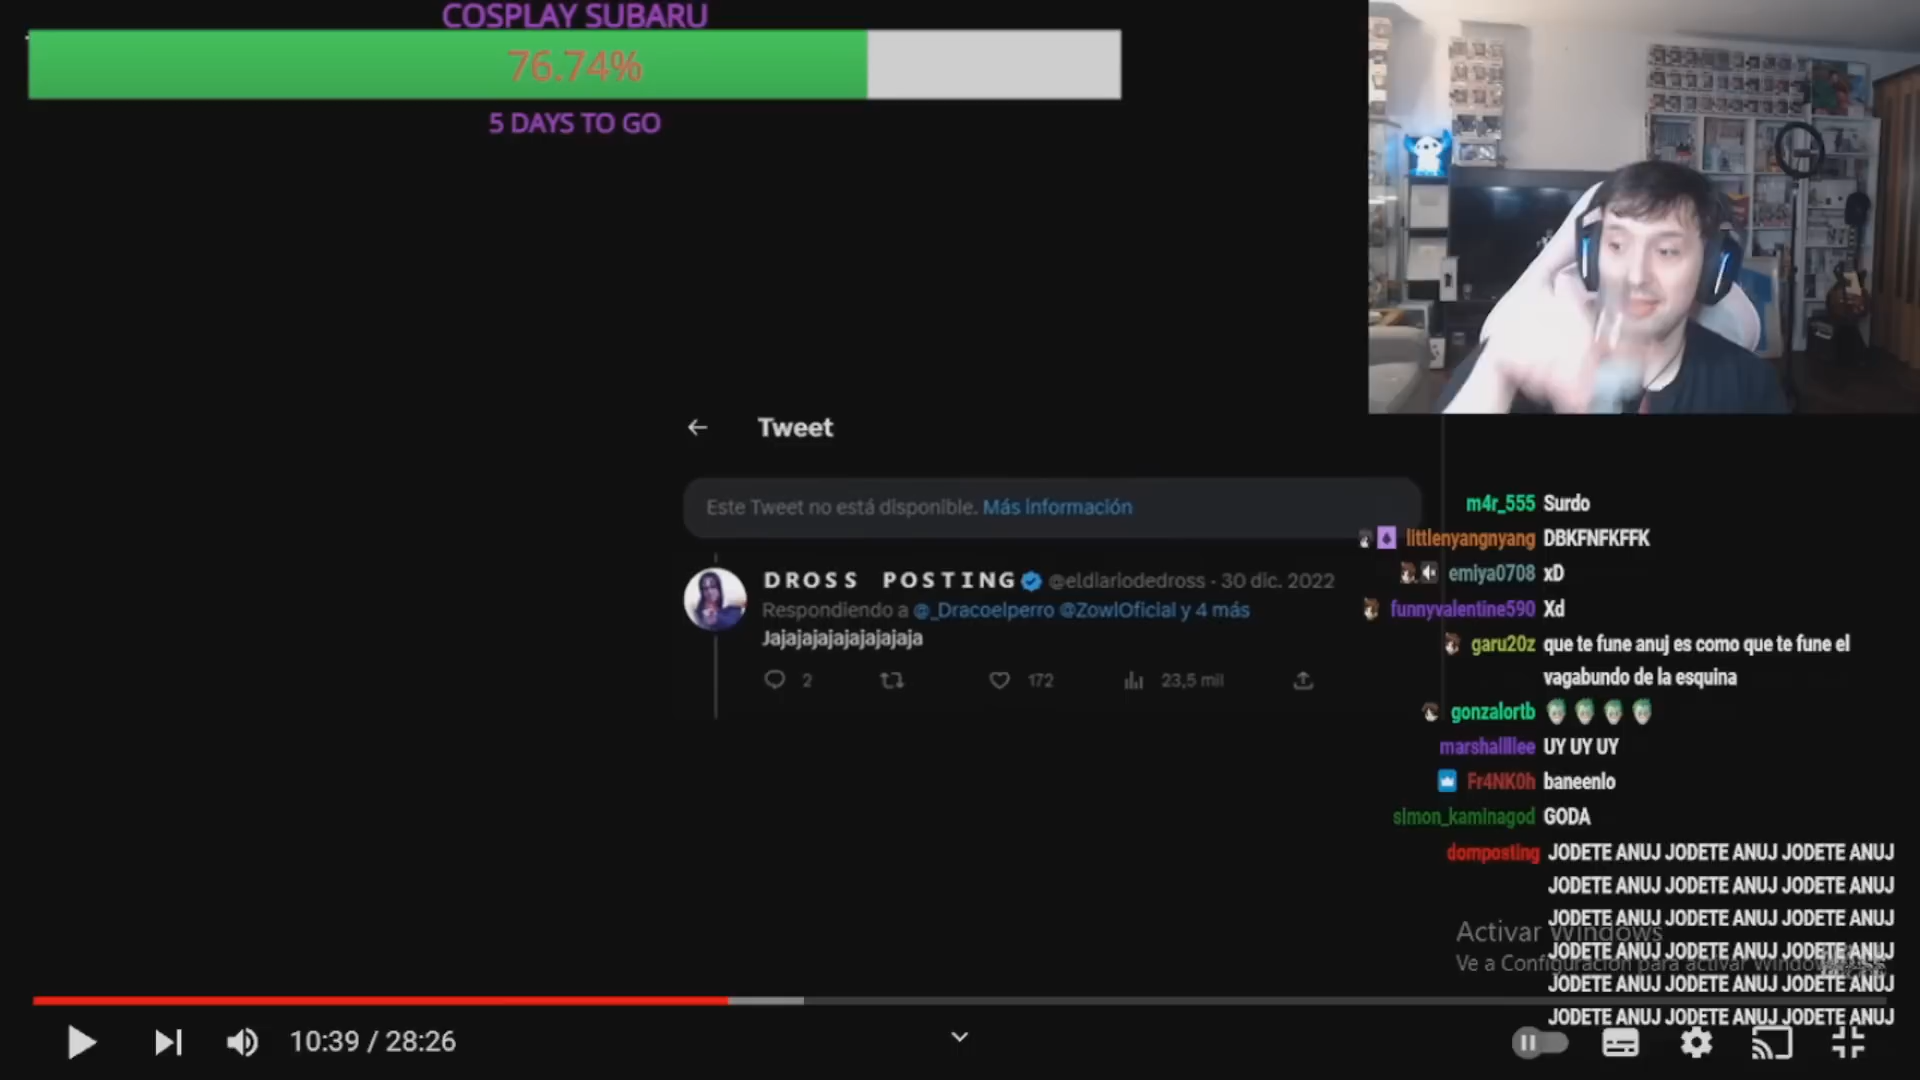 COSPLAY SUBARU
76.74%
5 DAYS TO GO
Tweet
Este Tweet no está disponible. Más información
DROSS POSTING @eldiariodedross · 30 dic. 2022
Respondiendo a @_Dracoelperro @ZowlOficial y 4 más
Jajajajajajajajajaja
2 172 23,5 mil
m4r_555 Surdo
littlenyangnyang DBKFNFKFFK
emiya0708 xD
funnyvalentine590 Xd
garu20z que te fune anuj es como que te fune el
vagabundo de la esquina
gonzalortb
marshallllee UY UY UY
Fr4NK0h baneenlo
simon_kaminagod GODA
domposting JODETE ANUJ JODETE ANUJ JODETE ANUJ
JODETE ANUJ JODETE ANUJ JODETE ANUJ
JODETE ANUJ JODETE ANUJ JODETE ANUJ
Activar Windows
JODETE ANUJ JODETE ANUJ JODETE ANUJ
Ve a Configuración para activar Windows
JODETE ANUJ JODETE ANUJ JODETE ANUJ
JODETE ANUJ JODETE ANUJ JODETE ANUJ
10:39 / 28:26